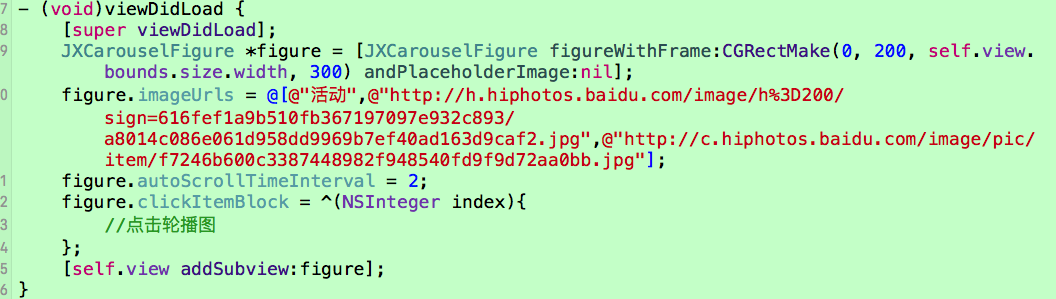 7 - (void)viewDidLoad {
8 [super viewDidLoad];
9 JXCarouselFigure *figure = [JXCarouselFigure figureWithFrame:CGRectMake(0, 200, self.view.
bounds.size.width, 300) andPlaceholderImage:nil];
0 figure.imageUrls = @[@"活动",@"http://h.hiphotos.baidu.com/image/h%3D200/
sign=616fef1a9b510fb367197097e932c893/
a8014c086e061d958dd9969b7ef40ad163d9caf2.jpg",@"http://c.hiphotos.baidu.com/image/pic/
item/f7246b600c3387448982f948540fd9f9d72aa0bb.jpg"];
1 figure.autoScrollTimeInterval = 2;
2 figure.clickItemBlock = ^(NSInteger index){
3 //点击轮播图
4 };
5 [self.view addSubview:figure];
6 }